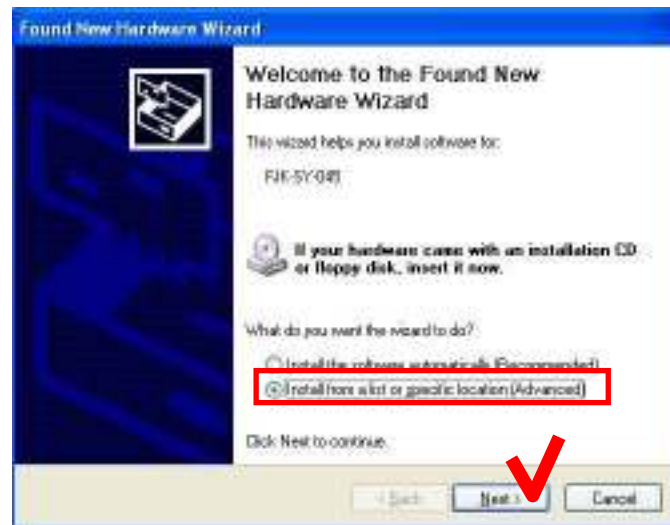 Found New Hardware Wizard
Welcome to the Found New
Hardware Wizard
This wizard helps you install software for:
If your hardware came with an installation CD
or floppy disk, insert it now.
What do you want the wizard to do?
Install the software automatically (Recommended)
Install from a list or specific location (Advanced)
Click Next to continue.
< Back
Next >
Cancel